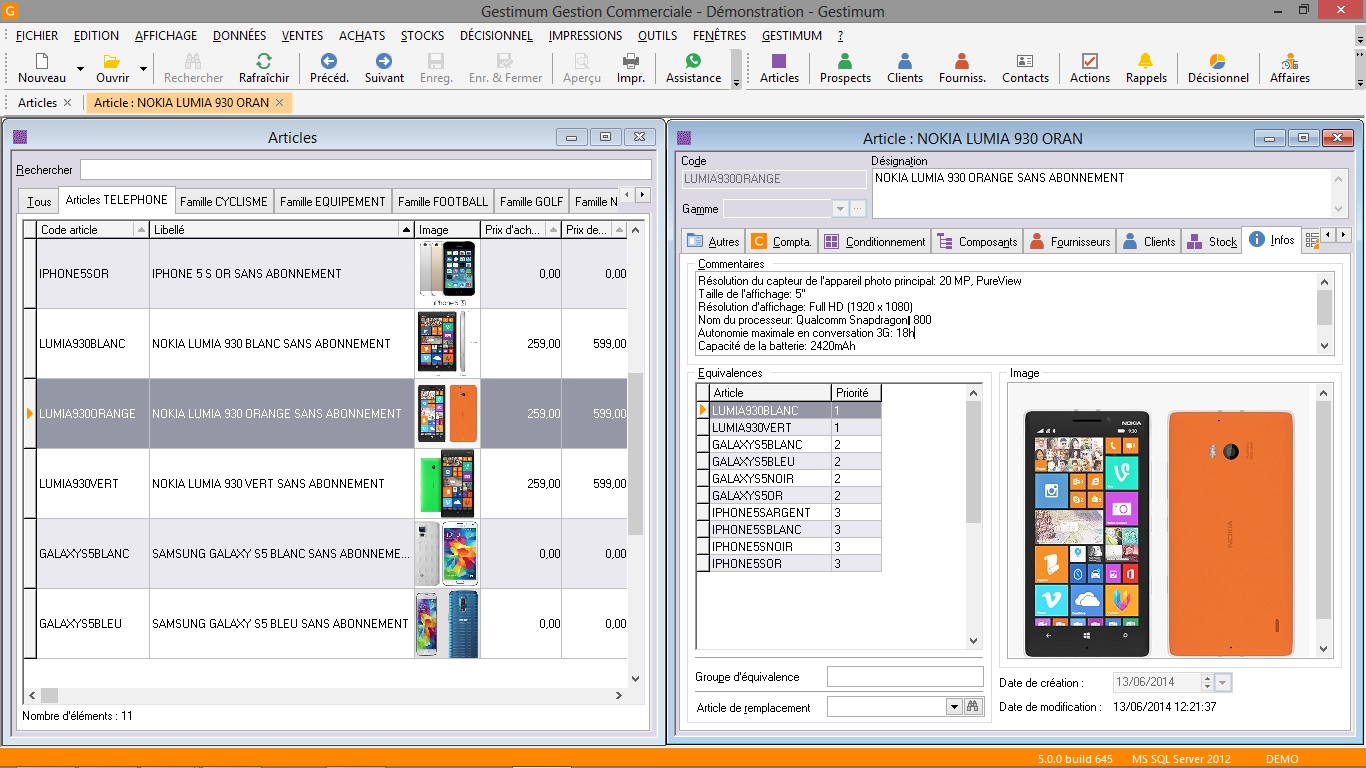 Gestimum Gestion Commerciale - Démonstration - Gestimum
FICHIER EDITION AFFICHAGE DONNÉES VENTES ACHATS STOCKS DÉCISIONNEL IMPRESSIONS OUTILS FENÊTRES GESTIMUM ?
Nouveau Ouvrir Rechercher Rafraîchir Précéd. Suivant Enreg. Enr. & Fermer Aperçu Impr. Assistance Articles Prospects Clients Fourniss. Contacts Actions Rappels Décisionnel Affaires
Articles Article : NOKIA LUMIA 930 ORAN
Articles
Rechercher
Tous Articles TELEPHONE Famille CYCLISME Famille EQUIPEMENT Famille FOOTBALL Famille GOLF Famille N
Code article Libellé Image Prix d'ach... Prix de...
IPHONE5SOR IPHONE 5 S OR SANS ABONNEMENT 0,00 0,00
iPhone 5 S
LUMIA930BLANC NOKIA LUMIA 930 BLANC SANS ABONNEMENT 259,00 599,00
LUMIA930ORANGE NOKIA LUMIA 930 ORANGE SANS ABONNEMENT 259,00 599,00
LUMIA930VERT NOKIA LUMIA 930 VERT SANS ABONNEMENT 259,00 599,00
GALAXYS5BLANC SAMSUNG GALAXY S5 BLANC SANS ABONNEME... 0,00 0,00
GALAXYS5BLEU SAMSUNG GALAXY S5 BLEU SANS ABONNEMENT 0,00 0,00
Nombre d'éléments : 11
Article : NOKIA LUMIA 930 ORAN
Code Désignation
LUMIA930ORANGE NOKIA LUMIA 930 ORANGE SANS ABONNEMENT
Gamme
Autres Compta. Conditionnement Composants Fournisseurs Clients Stock Infos
Commentaires
Résolution du capteur de l'appareil photo principal: 20 MP, PureView
Taille de l'affichage: 5"
Résolution d'affichage: Full HD (1920 x 1080)
Nom du processeur: Qualcomm Snapdragon 800
Autonomie maximale en conversation 3G: 18h
Capacité de la batterie: 2420mAh
Equivalences
Article Priorité
LUMIA930BLANC 1
LUMIA930VERT 1
GALAXYS5BLANC 2
GALAXYS5BLEU 2
GALAXYS5NOIR 2
GALAXYS5OR 2
IPHONE5SARGENT 3
IPHONE5SBLANC 3
IPHONE5SNOIR 3
IPHONE5SOR 3
Groupe d'équivalence
Article de remplacement
Image
NOKIA
9:30
NOKIA
Date de création : 13/06/2014
Date de modification : 13/06/2014 12:21:37
5.0.0 build 645 MS SQL Server 2012 DEMO